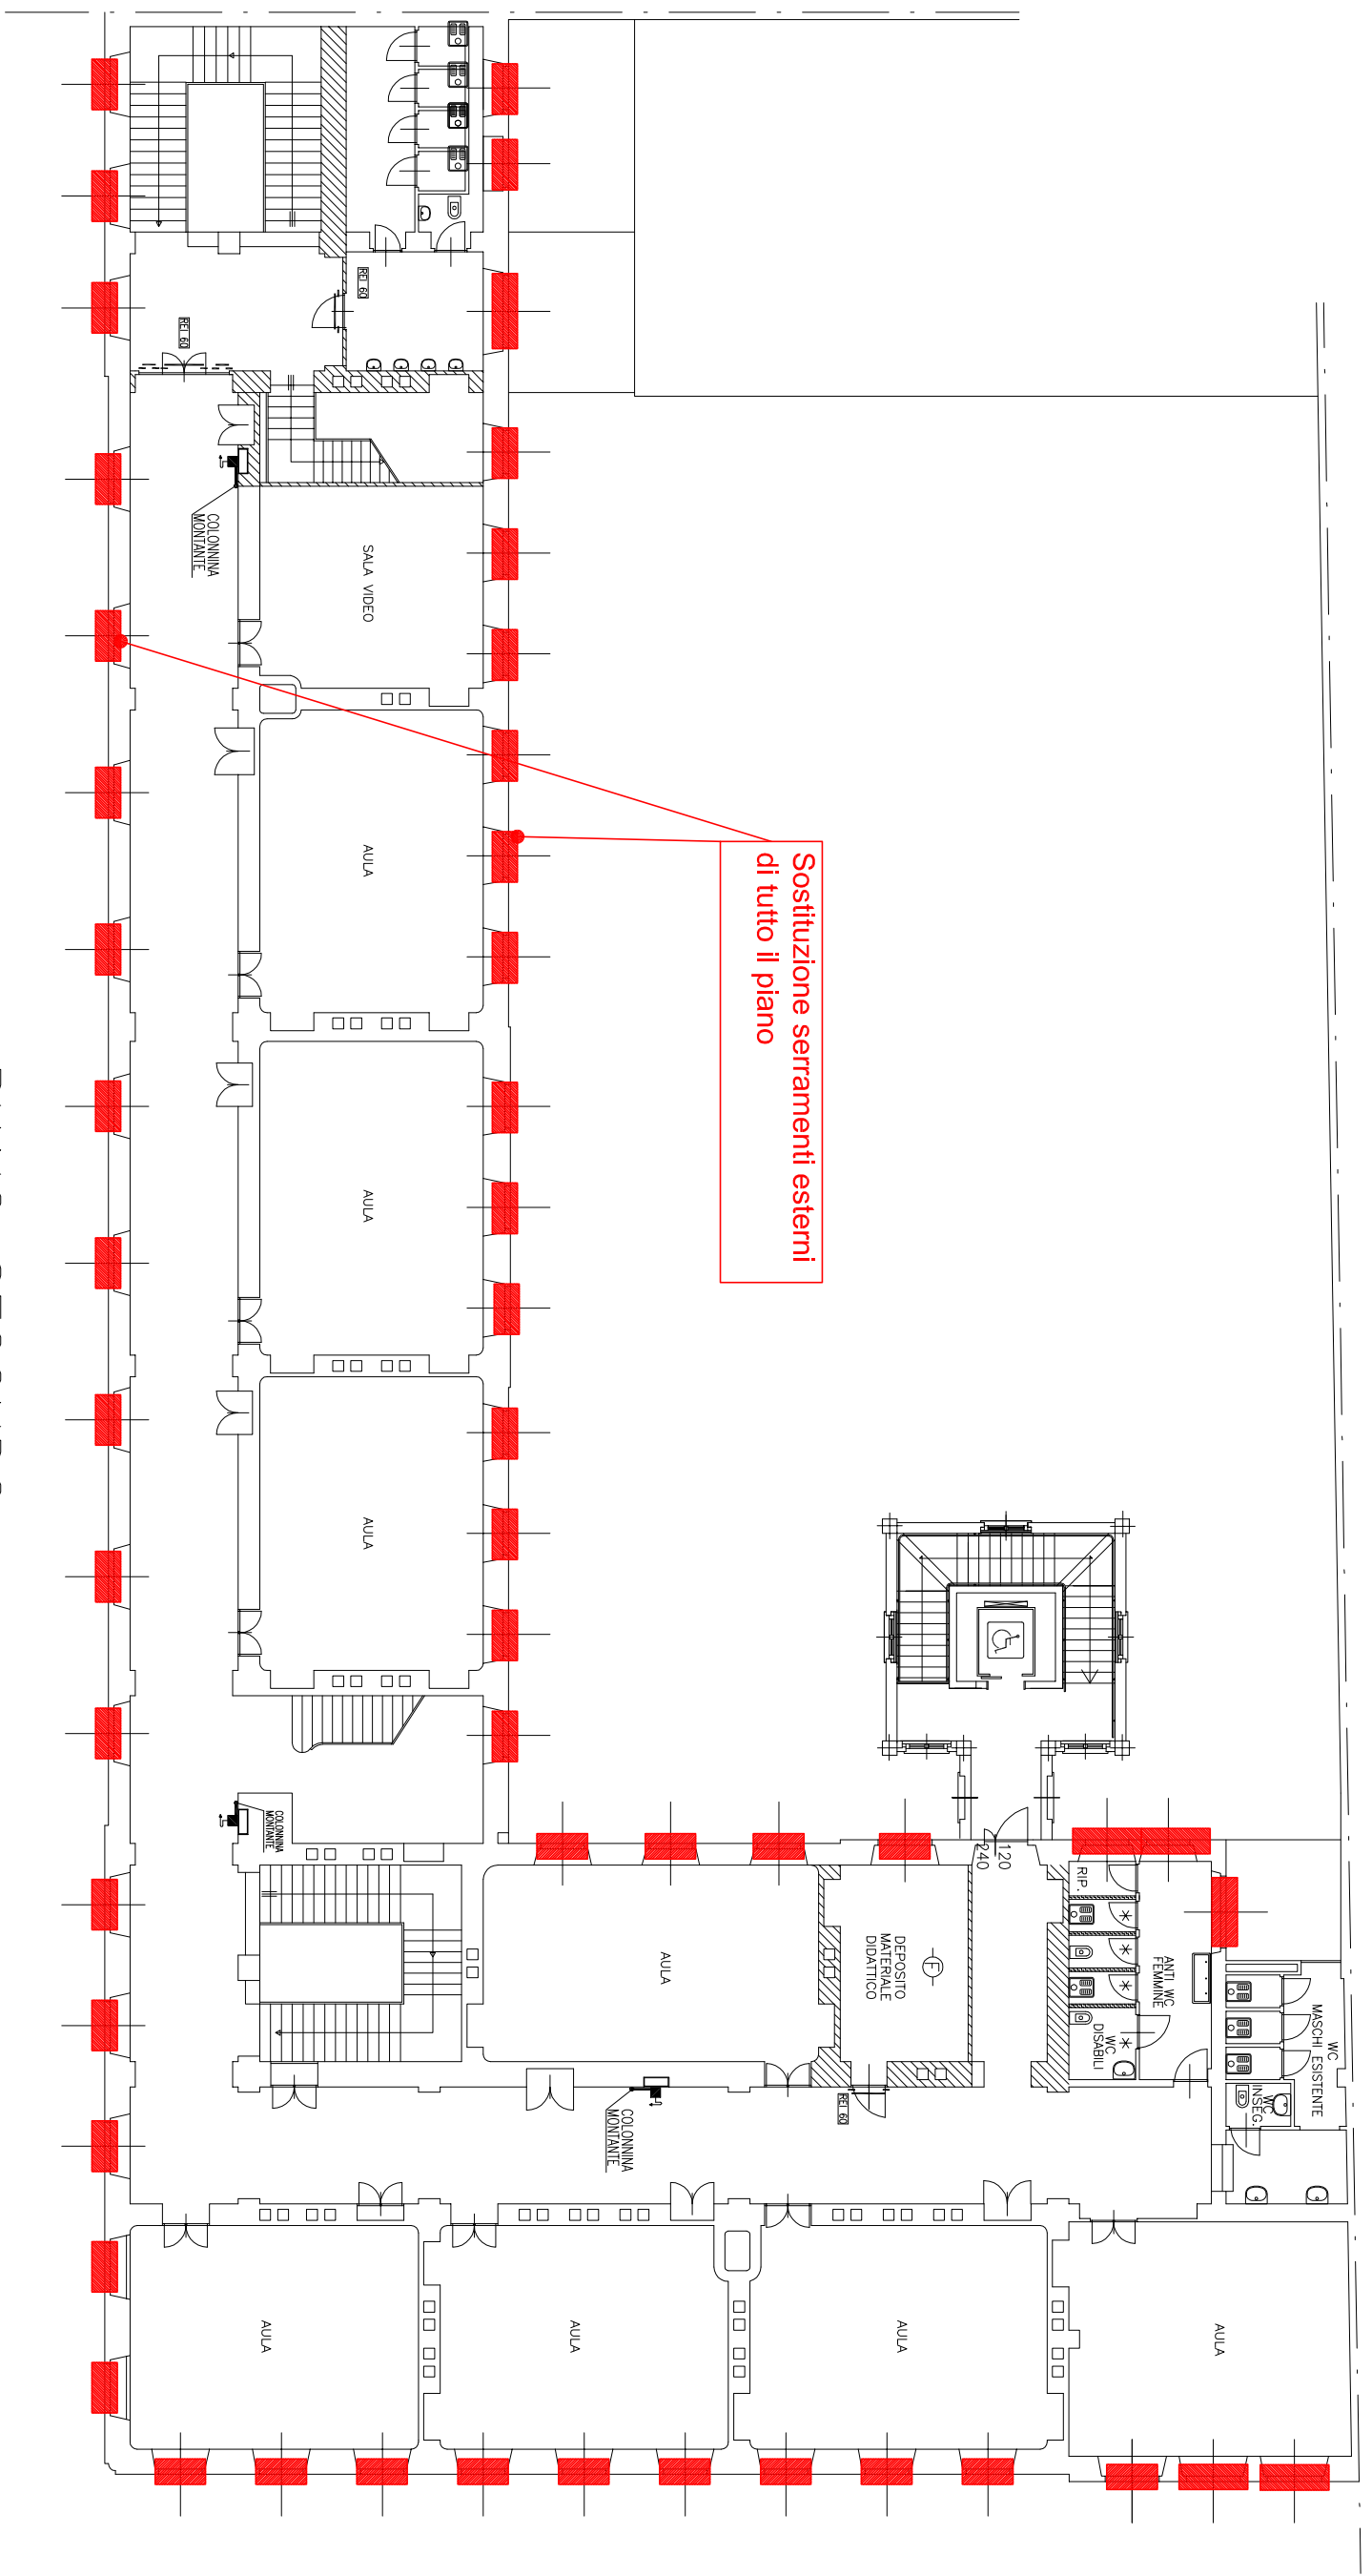 REI 60
REI 60
COLONNINA
MONTANTE
SALA VIDEO
AULA
Sostituzione serramenti esterni
di tutto il piano
AULA
AULA
COLONNINA
MONTANTE
120
240
RIP.
ANTI WC
FEMMINE
WC
DISABILI
WC
MASCHI ESISTENTE
WC
INSEG.
AULA
DEPOSITO
MATERIALE
DIDATTICO
F
REI 60
COLONNINA
MONTANTE
AULA
AULA
AULA
AULA